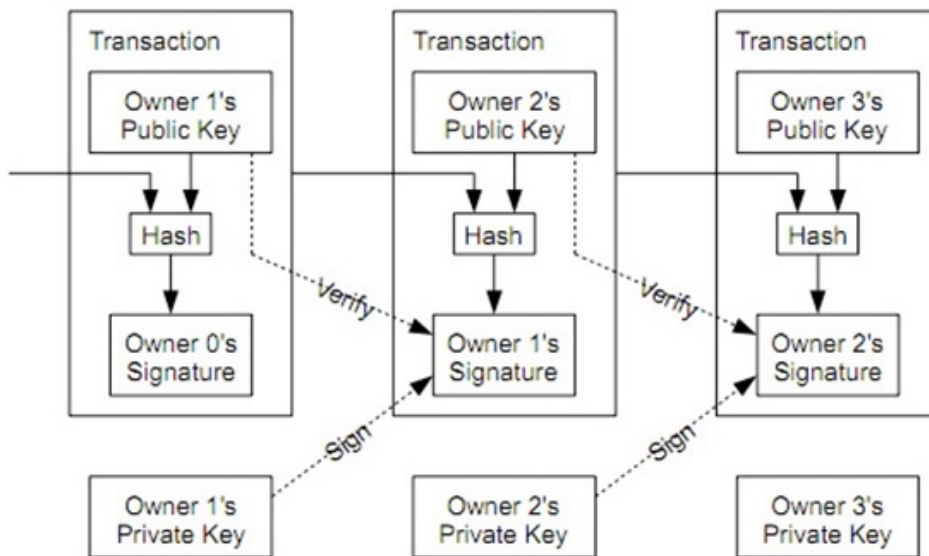 Transaction
Transaction
Transaction
Owner 1's
Public Key
Owner 2's
Public Key
Owner 3's
Public Key
Hash
Hash
Hash
Verify
Verify
Owner 0's
Signature
Owner 1's
Signature
Owner 2's
Signature
Sign
Sign
Owner 1's
Private Key
Owner 2's
Private Key
Owner 3's
Private Key